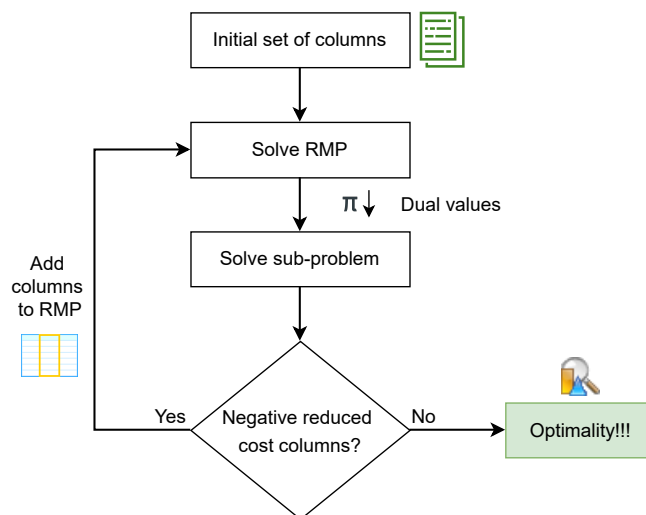 Initial set of columns
Solve RMP
π
Dual values
Solve sub-problem
Add
columns
to RMP
Yes
Negative reduced
cost columns?
No
Optimality!!!